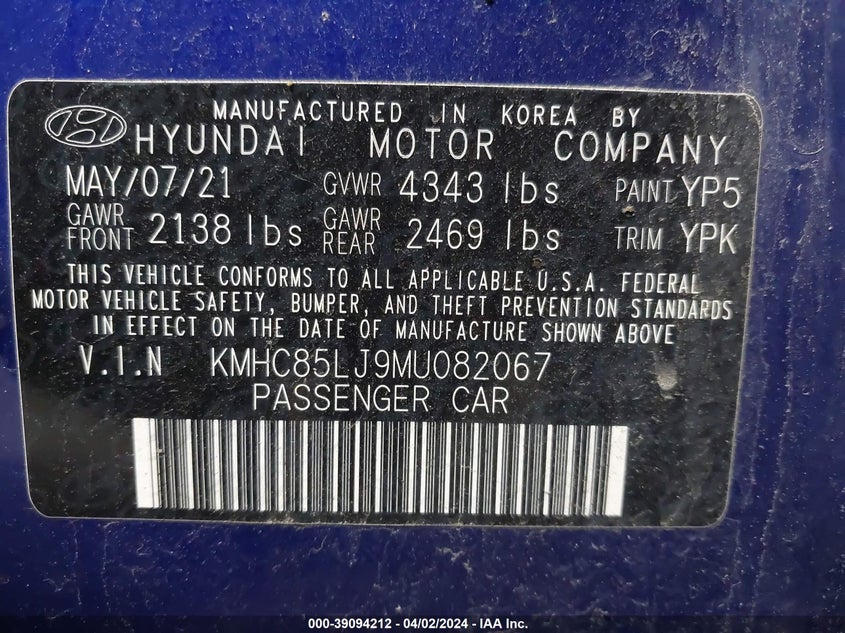 MANUFACTURED IN KOREA BY
HYUNDAI MOTOR COMPANY
MAY/07/21 GVWR 4343 lbs PAINT YP5
GAWR FRONT 2138 lbs GAWR REAR 2469 lbs TRIM YPK
THIS VEHICLE CONFORMS TO ALL APPLICABLE U.S.A. FEDERAL
MOTOR VEHICLE SAFETY, BUMPER, AND THEFT PREVENTION STANDARDS
IN EFFECT ON THE DATE OF MANUFACTURE SHOWN ABOVE.
V.I.N KMHC85LJ9MU082067
PASSENGER CAR
000-39094212 - 04/02/2024 - IAA Inc.